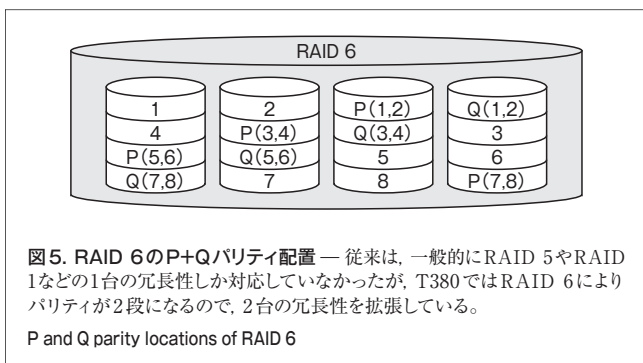 RAID 6
1
4
P(5,6)
Q(7,8)
2
P(3,4)
Q(5,6)
7
P(1,2)
Q(3,4)
5
8
Q(1,2)
3
6
P(7,8)
図5. RAID 6のP+Qパリティ配置 — 従来は，一般的にRAID 5やRAID
1などの1台の冗長性しか対応していなかったが，T380ではRAID 6により
パリティが2段になるので，2台の冗長性を拡張している。
P and Q parity locations of RAID 6